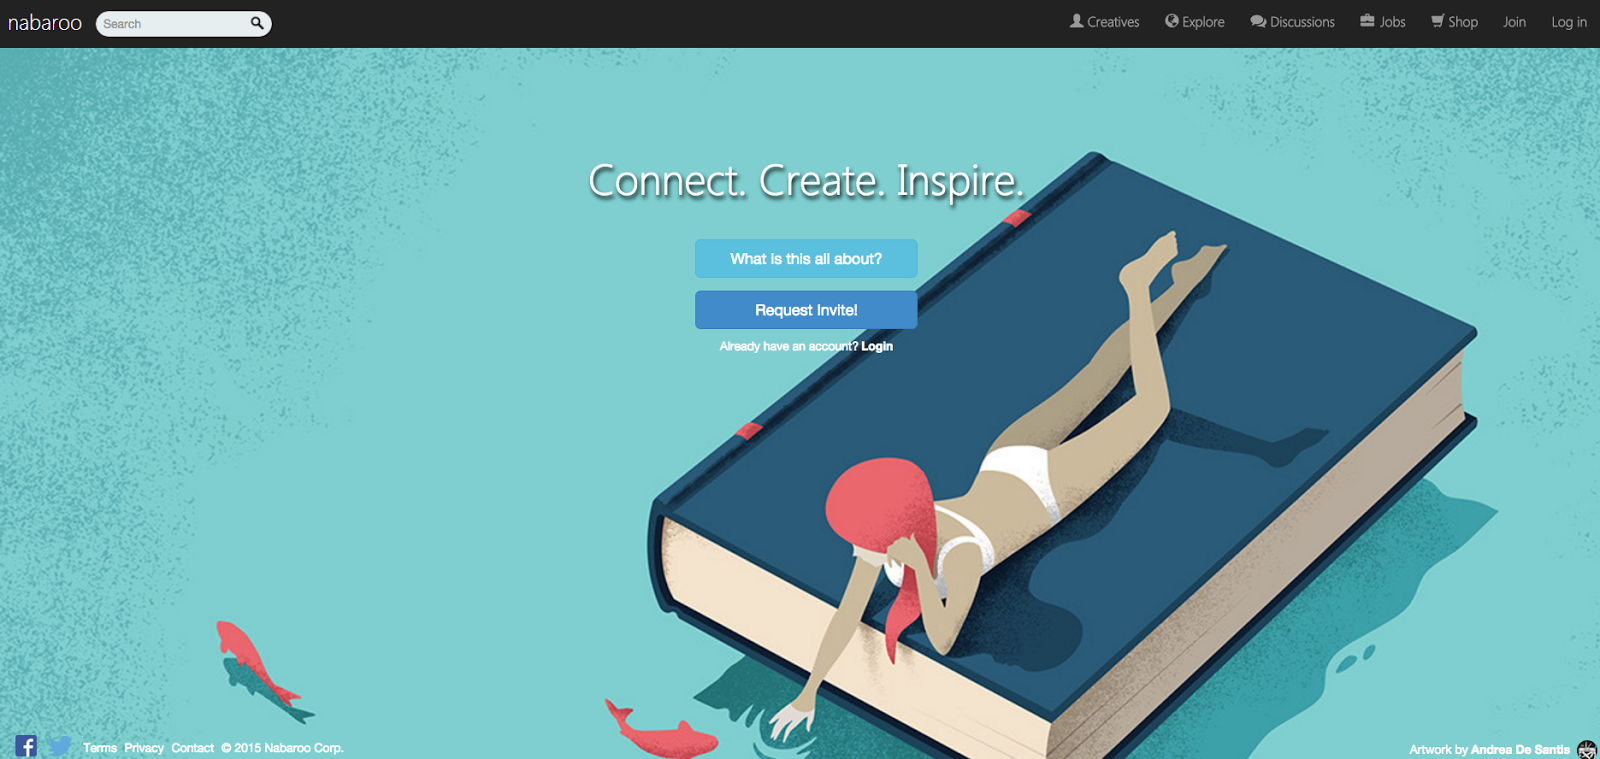 nabaroo Search Creatives Explore Discussions Jobs Shop Join Log in
Connect. Create. Inspire.
What is this all about?
Request Invite!
Already have an account? Login
Terms Privacy Contact © 2015 Nabaroo Corp. Artwork by Andrea De Santis